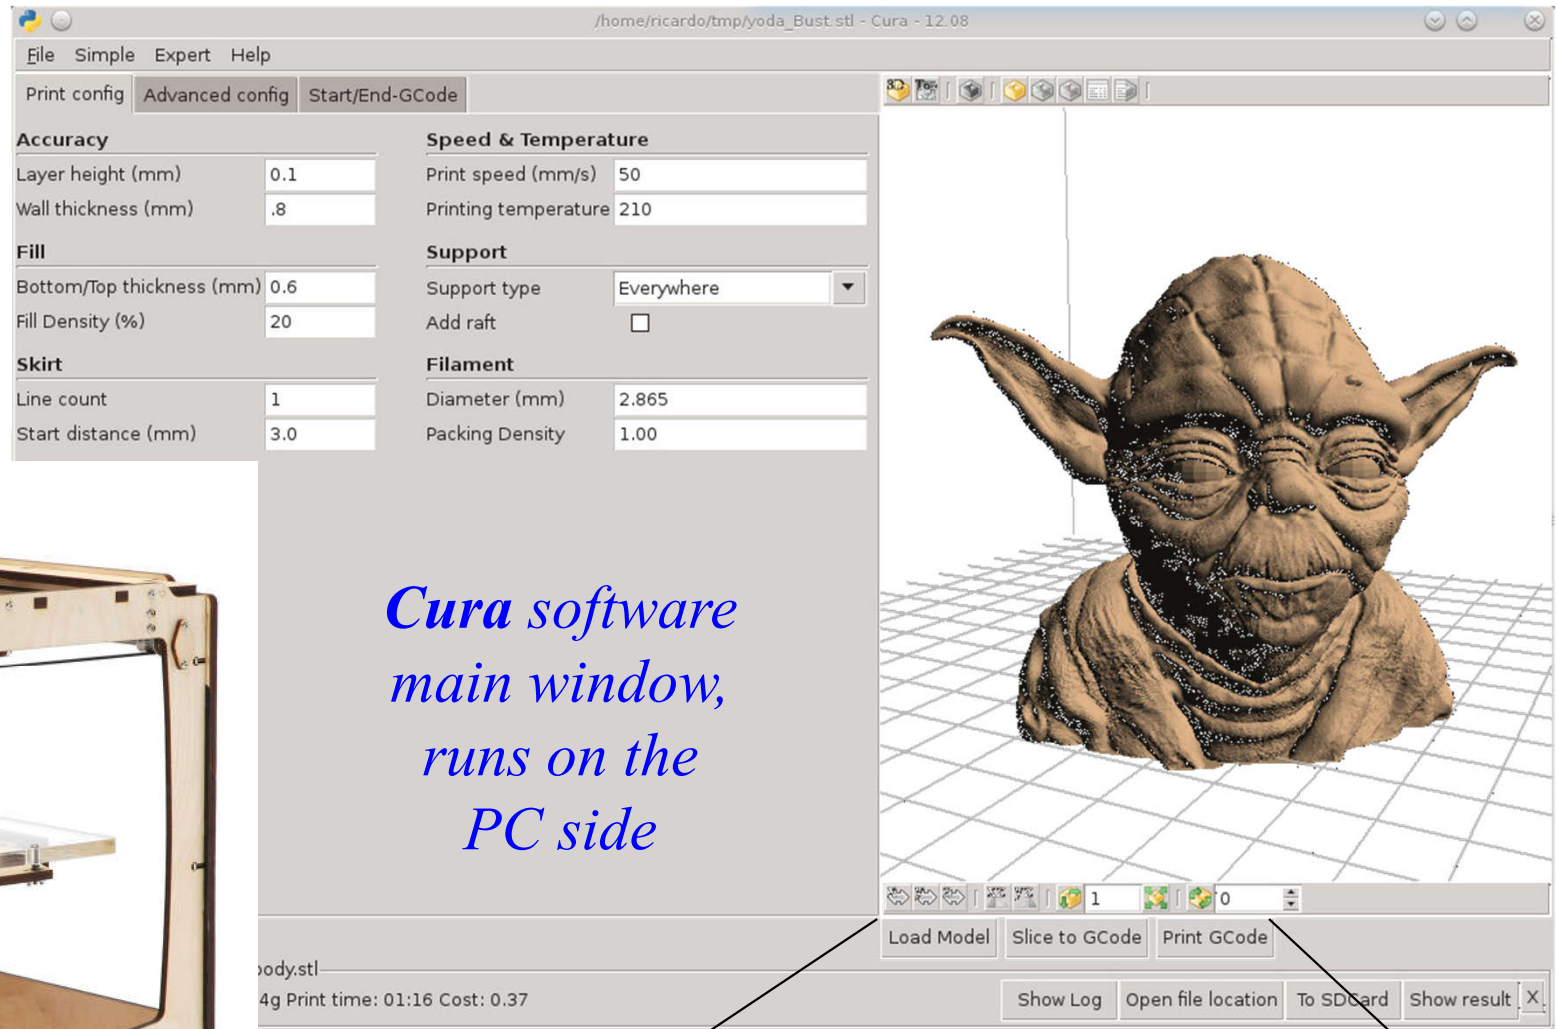 /home/ricardo/tmp/yoda_Bust.stl - Cura - 12.08
File Simple Expert Help
Print config Advanced config Start/End-GCode
Accuracy
Layer height (mm) 0.1
Wall thickness (mm) .8
Fill
Bottom/Top thickness (mm) 0.6
Fill Density (%) 20
Skirt
Line count 1
Start distance (mm) 3.0
Speed & Temperature
Print speed (mm/s) 50
Printing temperature 210
Support
Support type Everywhere
Add raft
Filament
Diameter (mm) 2.865
Packing Density 1.00
3D Top
Cura software
main window,
runs on the
PC side
1 0
Load Model Slice to GCode Print GCode
body.stl
4g Print time: 01:16 Cost: 0.37
Show Log Open file location To SDCard Show result X